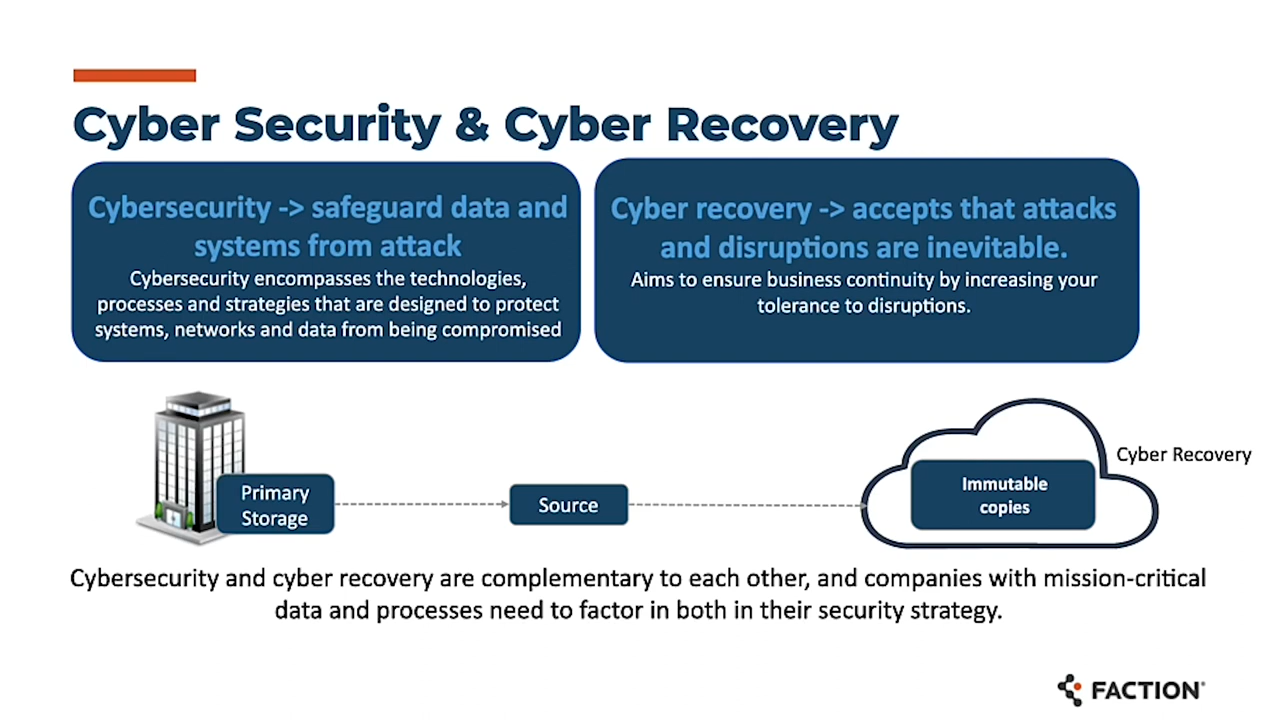 Cyber Security & Cyber Recovery
Cybersecurity -> safeguard data and
systems from attack
Cybersecurity encompasses the technologies,
processes and strategies that are designed to protect
systems, networks and data from being compromised
Cyber recovery -> accepts that attacks
and disruptions are inevitable.
Aims to ensure business continuity by increasing your
tolerance to disruptions.
Primary
Storage
Source
Immutable
copies
Cyber Recovery
Cybersecurity and cyber recovery are complementary to each other, and companies with mission-critical
data and processes need to factor in both in their security strategy.
FACTION®